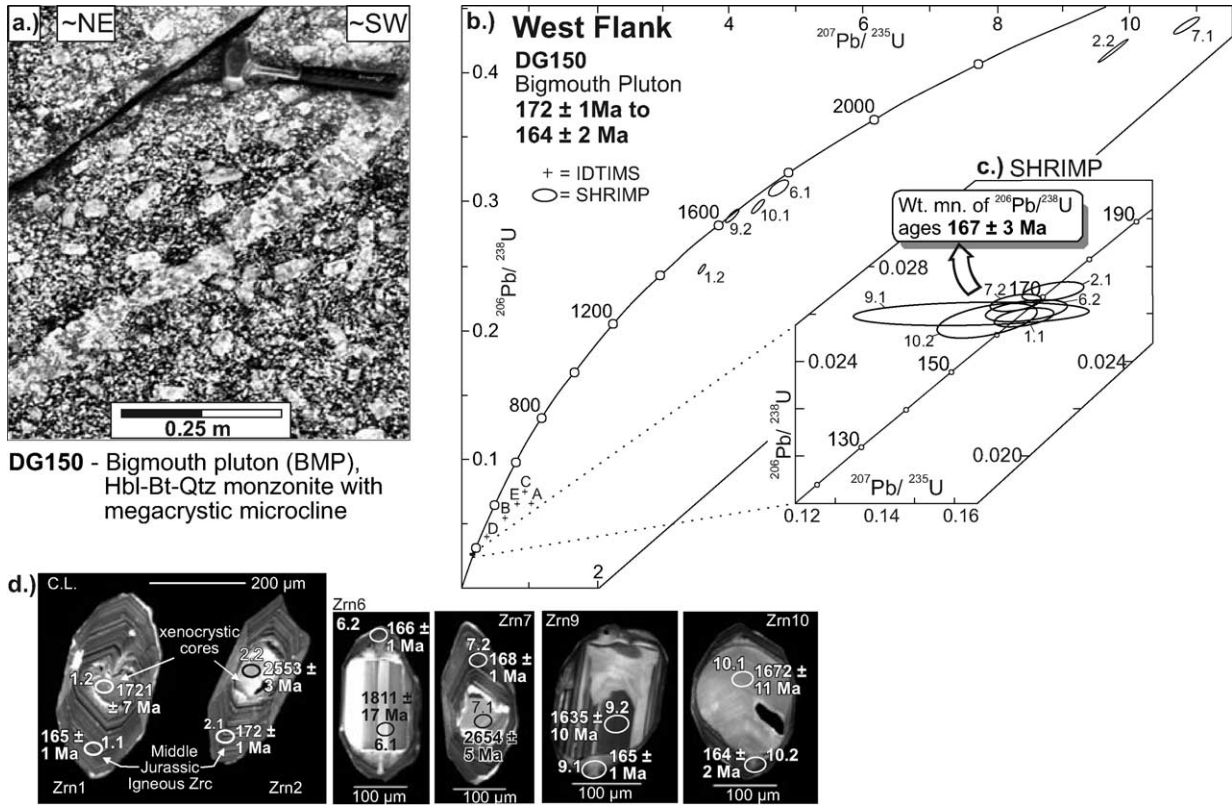 a.) ~NE ~SW
0.25 m
DG150 - Bigmouth pluton (BMP),
Hbl-Bt-Qtz monzonite with
megacrystic microcline
b.) West Flank
DG150
Bigmouth Pluton
172 ± 1Ma to
164 ± 2 Ma
+ = IDTIMS
= SHRIMP
4 6 8 10
207Pb/ 235U
2.2 7.1
0.4
2000
0.3
6.1
1600
9.2 10.1
1.2
206Pb/ 238U
1200
0.2
800
0.1
C
E A
B
D
2
c.) SHRIMP
Wt. mn. of 206Pb/238U
ages 167 ± 3 Ma
190
0.028
7.2 170 2.1
9.1 6.2
10.2 1.1
0.024 150 0.024
206Pb/ 238U
130 0.020
207Pb/ 235U
0.12 0.14 0.16
d.) C.L. 200 µm
xenocrystic
cores
1.2 2.2
1721
± 7 Ma
2553 ±
3 Ma
165 ±
1 Ma 1.1
2.1 172 ±
1 Ma
Middle
Jurassic
Igneous Zrc
Zrn1 Zrn2
Zrn6
6.2 166 ±
1 Ma
1811 ±
17 Ma
6.1
100 µm
Zrn7
7.2 168 ±
1 Ma
7.1
2654 ±
5 Ma
100 µm
Zrn9
9.2
1635 ±
10 Ma
9.1 165 ±
1 Ma
100 µm
Zrn10
10.1 1672 ±
11 Ma
164 ±
2 Ma 10.2
100 µm